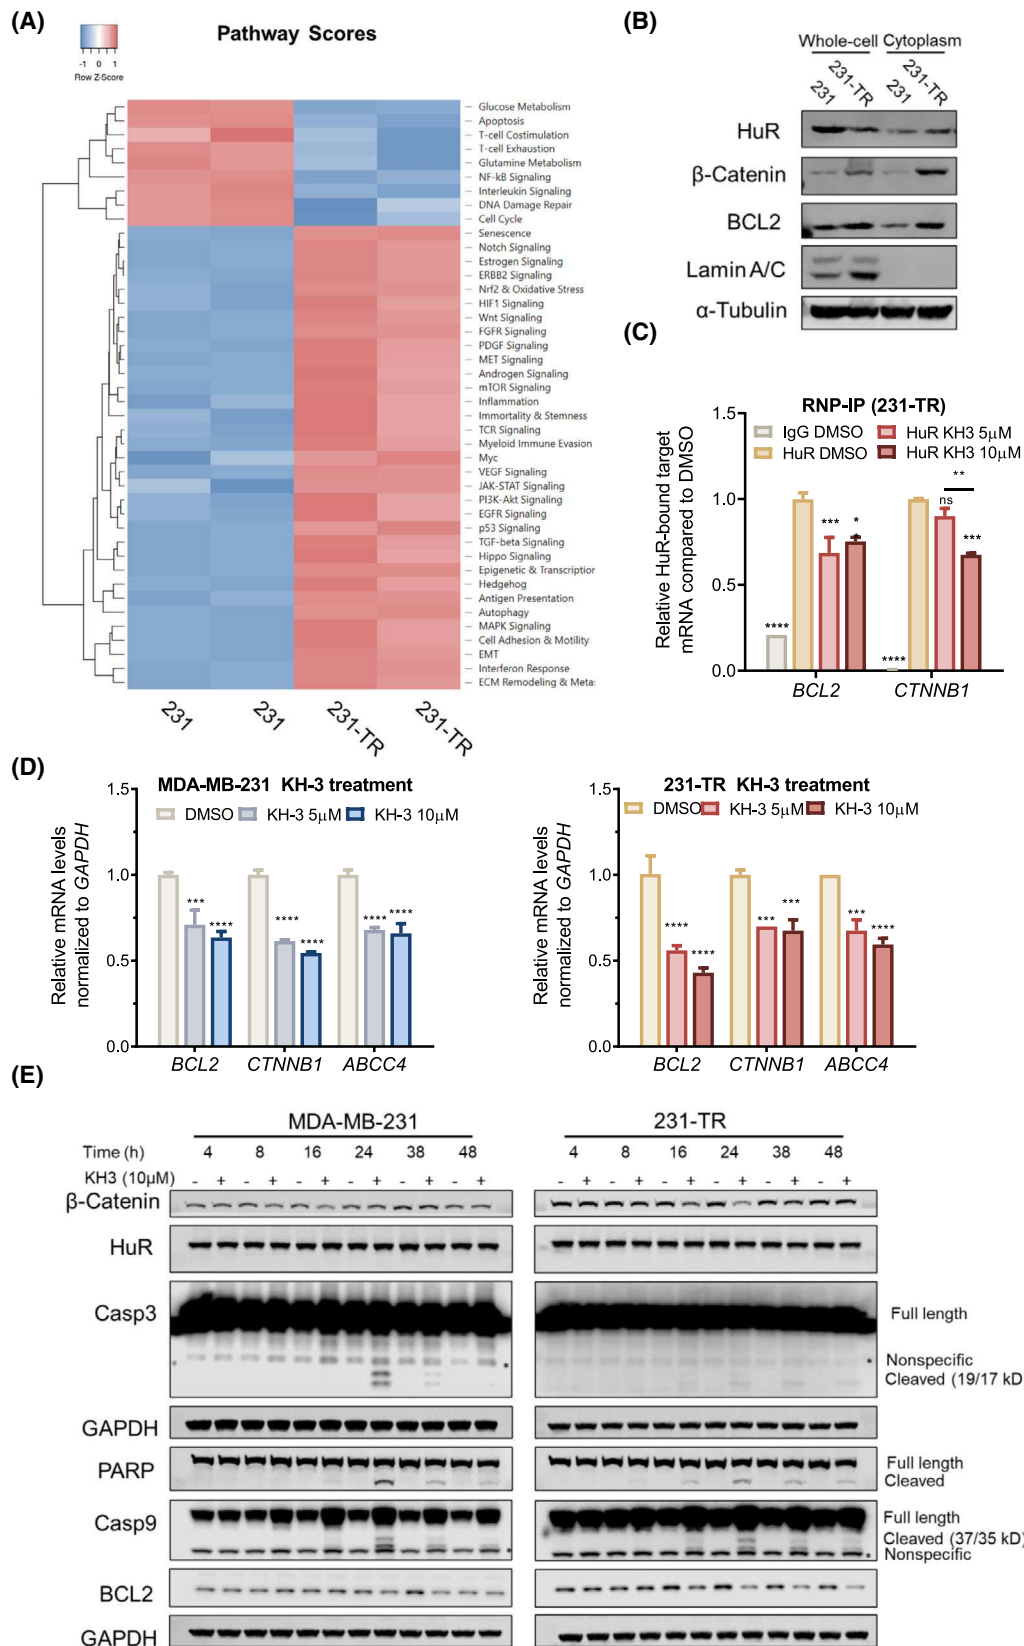 (A)
Pathway Scores
-1 0 1
Row Z-Score
Glucose Metabolism
Apoptosis
T-cell Costimulation
T-cell Exhaustion
Glutamine Metabolism
NF-kB Signaling
Interleukin Signaling
DNA Damage Repair
Cell Cycle
Senescence
Notch Signaling
Estrogen Signaling
ERBB2 Signaling
Nrf2 & Oxidative Stress
HIF1 Signaling
Wnt Signaling
FGFR Signaling
PDGF Signaling
MET Signaling
Androgen Signaling
mTOR Signaling
Inflammation
Immortality & Stemness
TCR Signaling
Myeloid Immune Evasion
Myc
VEGF Signaling
JAK-STAT Signaling
PI3K-Akt Signaling
EGFR Signaling
p53 Signaling
TGF-beta Signaling
Hippo Signaling
Epigenetic & Transcription
Hedgehog
Antigen Presentation
Autophagy
MAPK Signaling
Cell Adhesion & Motility
EMT
Interferon Response
ECM Remodeling & Meta:
231 231 231-TR 231-TR
(B)
Whole-cell Cytoplasm
231 231-TR 231 231-TR
HuR
β-Catenin
BCL2
Lamin A/C
α-Tubulin
(C)
RNP-IP (231-TR)
IgG DMSO HuR KH3 5μM
HuR DMSO HuR KH3 10μM
Relative HuR-bound target
mRNA compared to DMSO
1.5
1.0
0.5
0.0
**** *** * * **** ns ** ***
BCL2 CTNNB1
(D)
MDA-MB-231 KH-3 treatment
DMSO KH-3 5μM KH-3 10μM
Relative mRNA levels
normalized to GAPDH
1.5
1.0
0.5
0.0
*** **** **** **** **** ****
BCL2 CTNNB1 ABCC4
231-TR KH-3 treatment
DMSO KH-3 5μM KH-3 10μM
Relative mRNA levels
normalized to GAPDH
1.5
1.0
0.5
0.0
**** **** *** *** *** ****
BCL2 CTNNB1 ABCC4
(E)
MDA-MB-231 231-TR
Time (h) 4 8 16 24 38 48 4 8 16 24 38 48
KH3 (10μM) - + - + - + - + - + - + - + - + - + - + - + - +
β-Catenin
HuR
Casp3 Full length
* * * Nonspecific
Cleaved (19/17 kD)
GAPDH
PARP Full length
Cleaved
Casp9 Full length
Cleaved (37/35 kD)
* * Nonspecific
BCL2
GAPDH